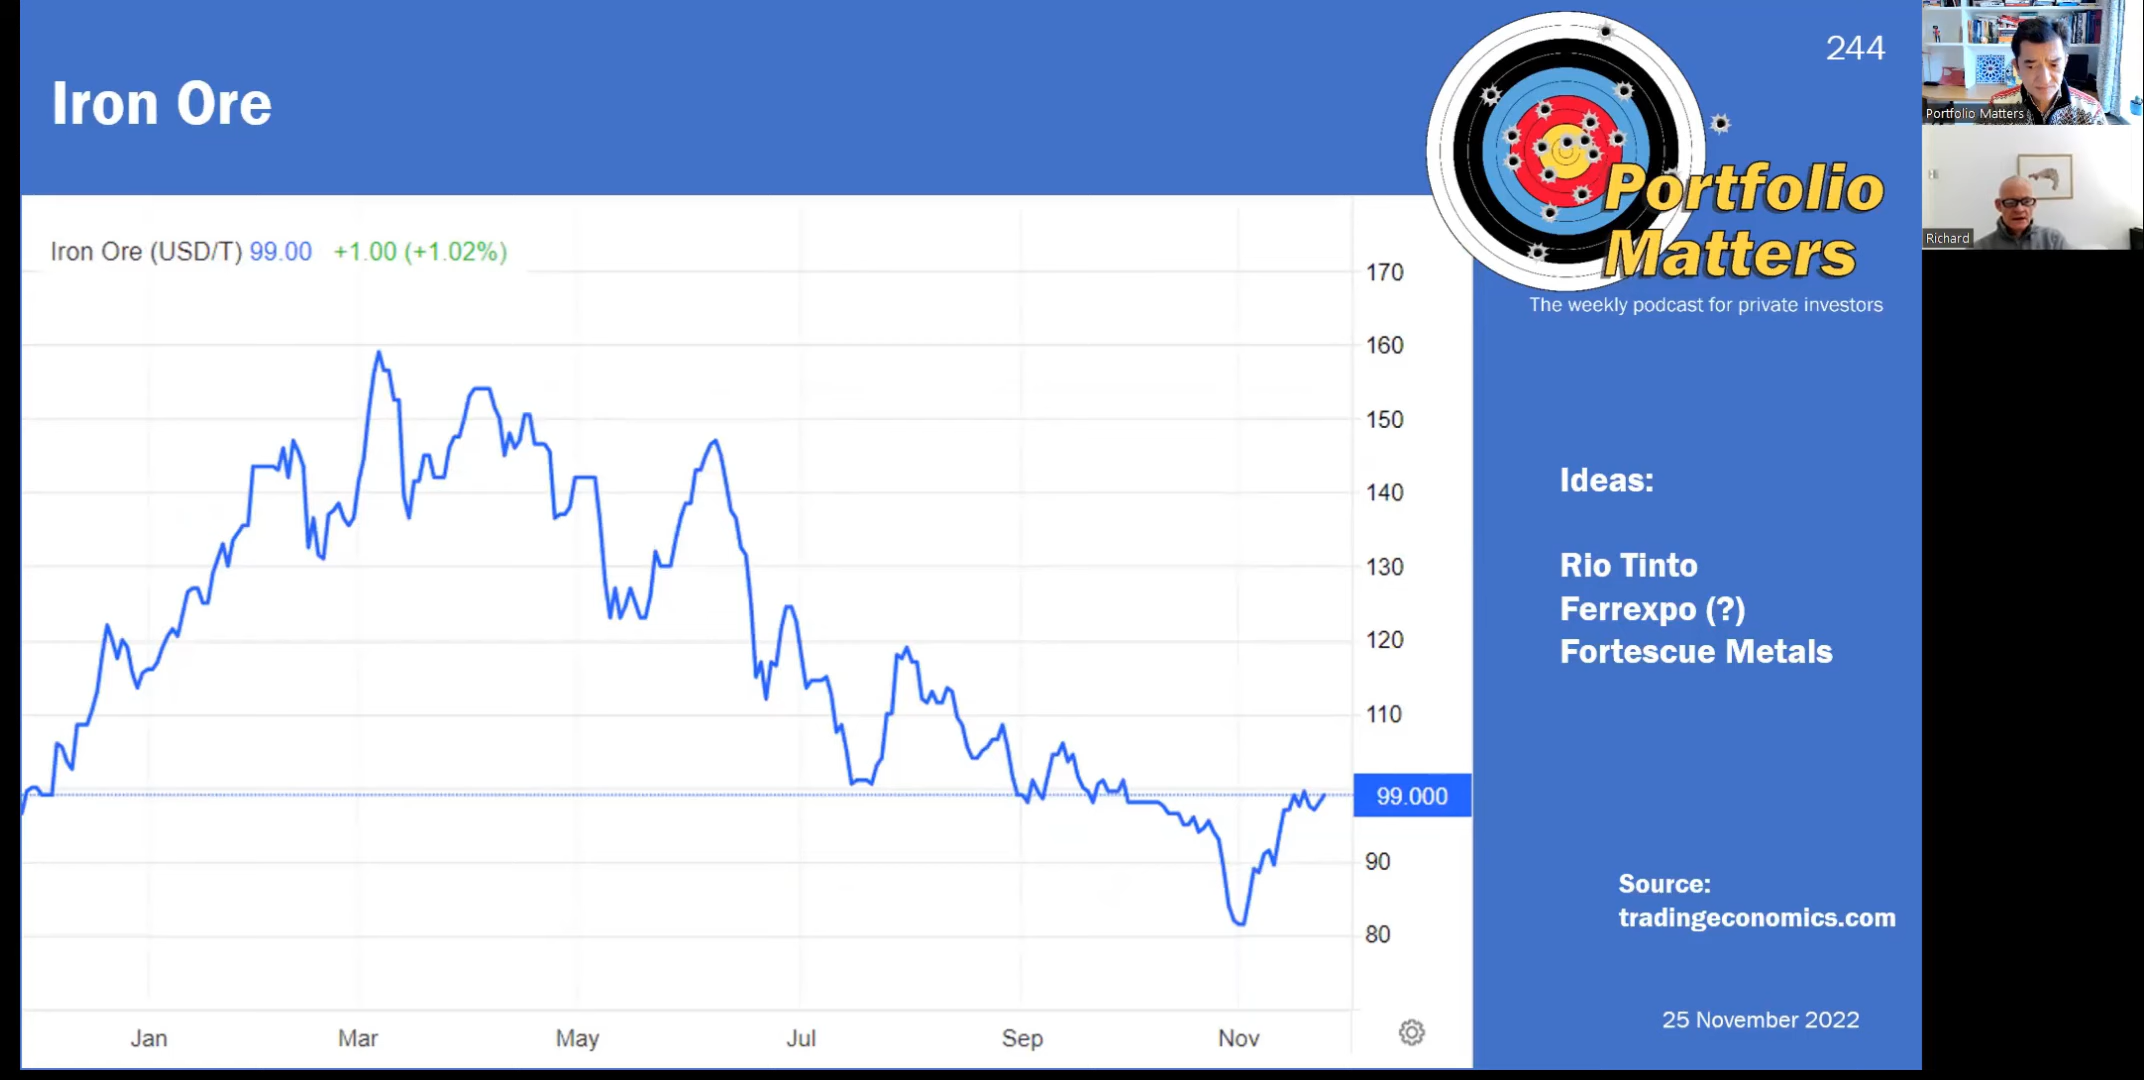 Iron Ore
244
Portfolio
Matters
The weekly podcast for private investors
Iron Ore (USD/T) 99.00 +1.00 (+1.02%)
170
160
150
140
130
120
110
99.000
90
80
Jan Mar May Jul Sep Nov
Ideas:
Rio Tinto
Ferrexpo (?)
Fortescue Metals
Source:
tradingeconomics.com
25 November 2022
Portfolio Matters
Richard